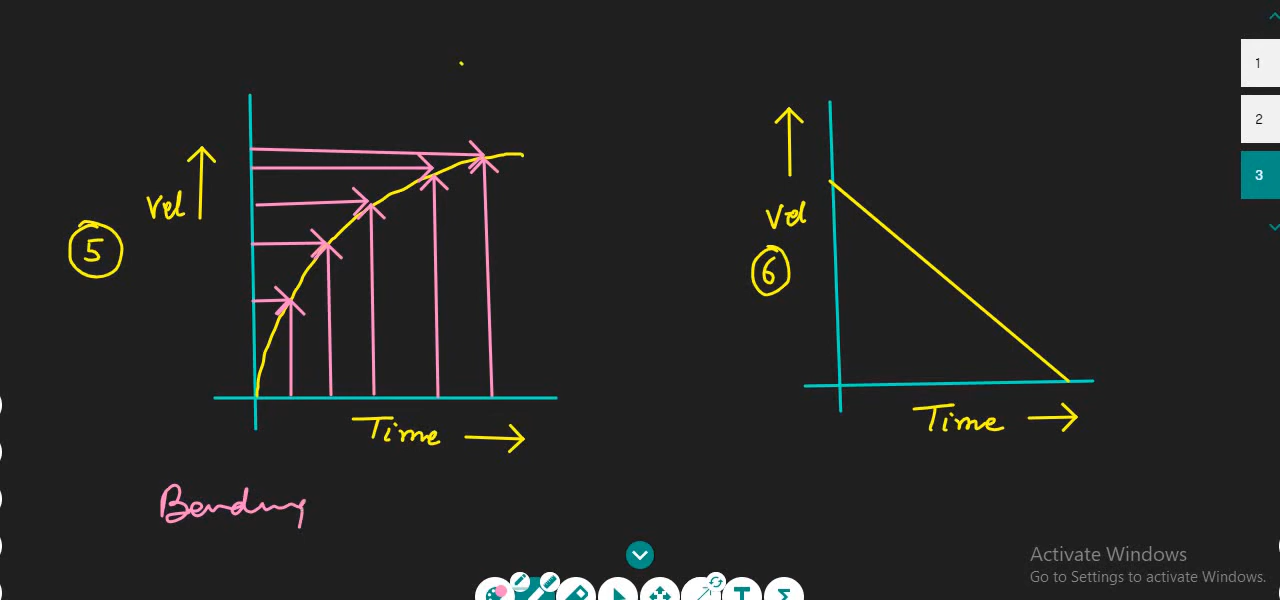 Vel
5
Time
Bending
Vel
6
Time
1
2
3
T
Σ
Activate Windows
Go to Settings to activate Windows.